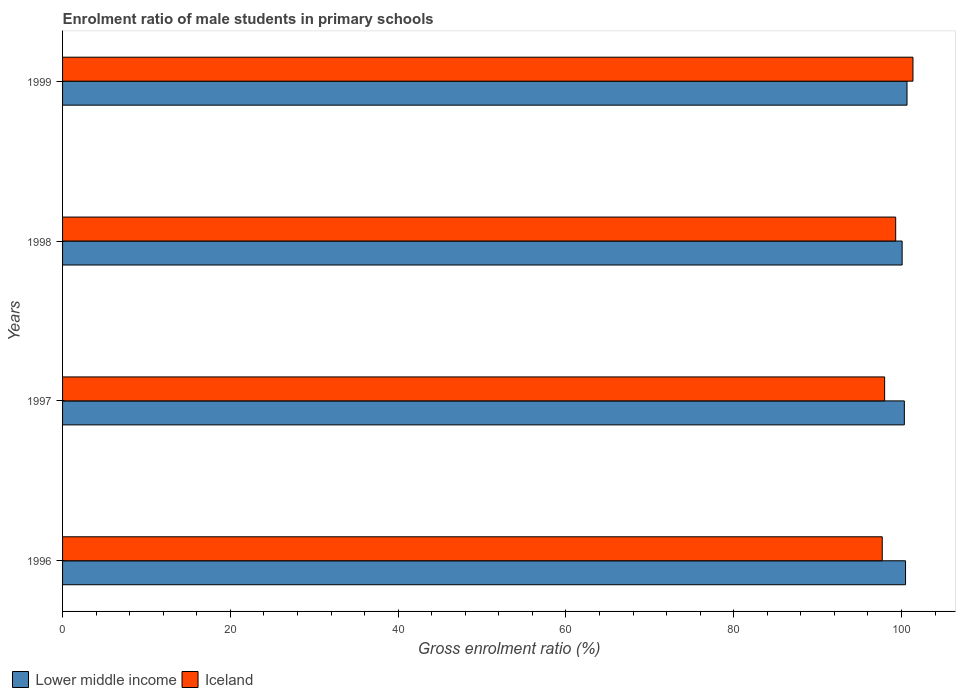 Enrolment ratio of male students in primary schools
1999
1998
1997
1996
Years
0 20 40 60 80 100
Gross enrolment ratio (%)
Lower middle income Iceland